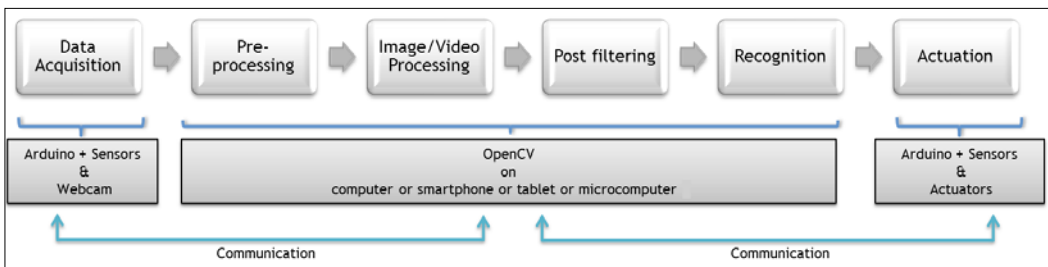 Data
Acquisition
Pre-
processing
Image/Video
Processing
Post filtering
Recognition
Actuation
Arduino + Sensors
&
Webcam
OpenCV
on
computer or smartphone or tablet or microcomputer
Arduino + Sensors
&
Actuators
Communication
Communication